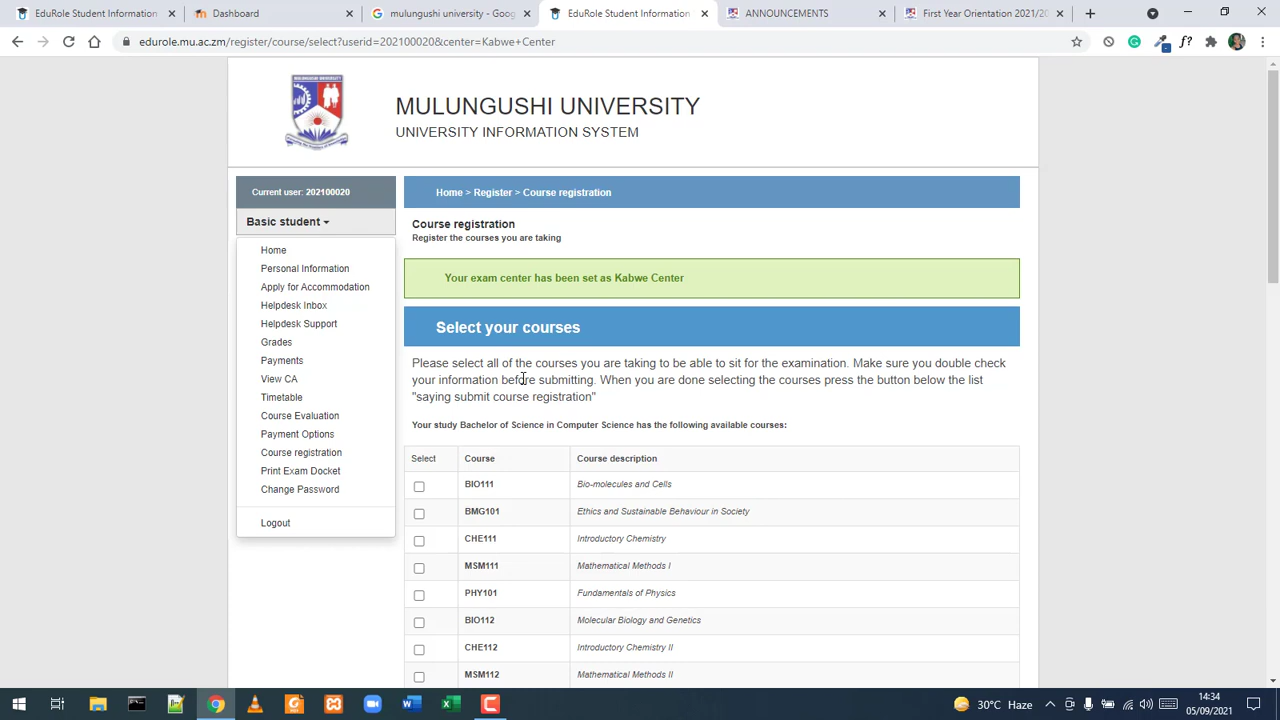 EduRole Student Information
Dashboard
mulungushi university - Goog
EduRole Student Information
ANNOUNCEMENTS
First Year Orientation 2021/20
edurole.mu.ac.zm/register/course/select?userid=202100020&center=Kabwe+Center
MULUNGUSHI UNIVERSITY
UNIVERSITY INFORMATION SYSTEM
Current user: 202100020
Basic student
Home
Personal Information
Apply for Accommodation
Helpdesk Inbox
Helpdesk Support
Grades
Payments
View CA
Timetable
Course Evaluation
Payment Options
Course registration
Print Exam Docket
Change Password
Logout
Home > Register > Course registration
Course registration
Register the courses you are taking
Your exam center has been set as Kabwe Center
Select your courses
Please select all of the courses you are taking to be able to sit for the examination. Make sure you double check
your information before submitting. When you are done selecting the courses press the button below the list
"saying submit course registration"
Your study Bachelor of Science in Computer Science has the following available courses:
Select Course Course description
BIO111 Bio-molecules and Cells
BMG101 Ethics and Sustainable Behaviour in Society
CHE111 Introductory Chemistry
MSM111 Mathematical Methods I
PHY101 Fundamentals of Physics
BIO112 Molecular Biology and Genetics
CHE112 Introductory Chemistry II
MSM112 Mathematical Methods II
30°C Haze
14:34
05/09/2021